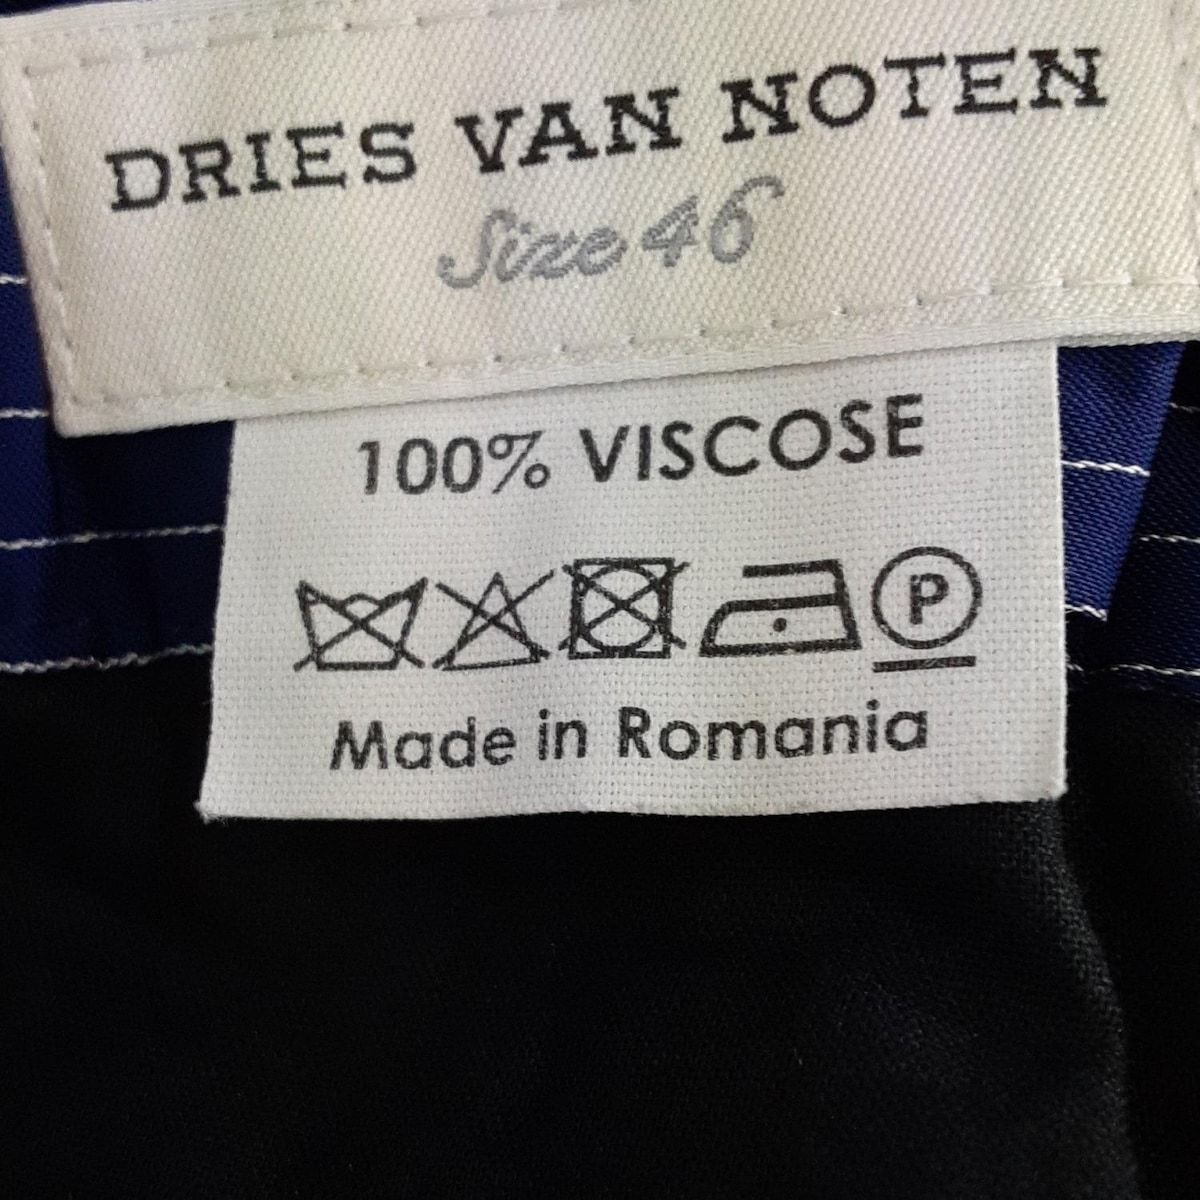 DRIES VAN NOTEN
Size 46
100% VISCOSE
P
Made in Romania